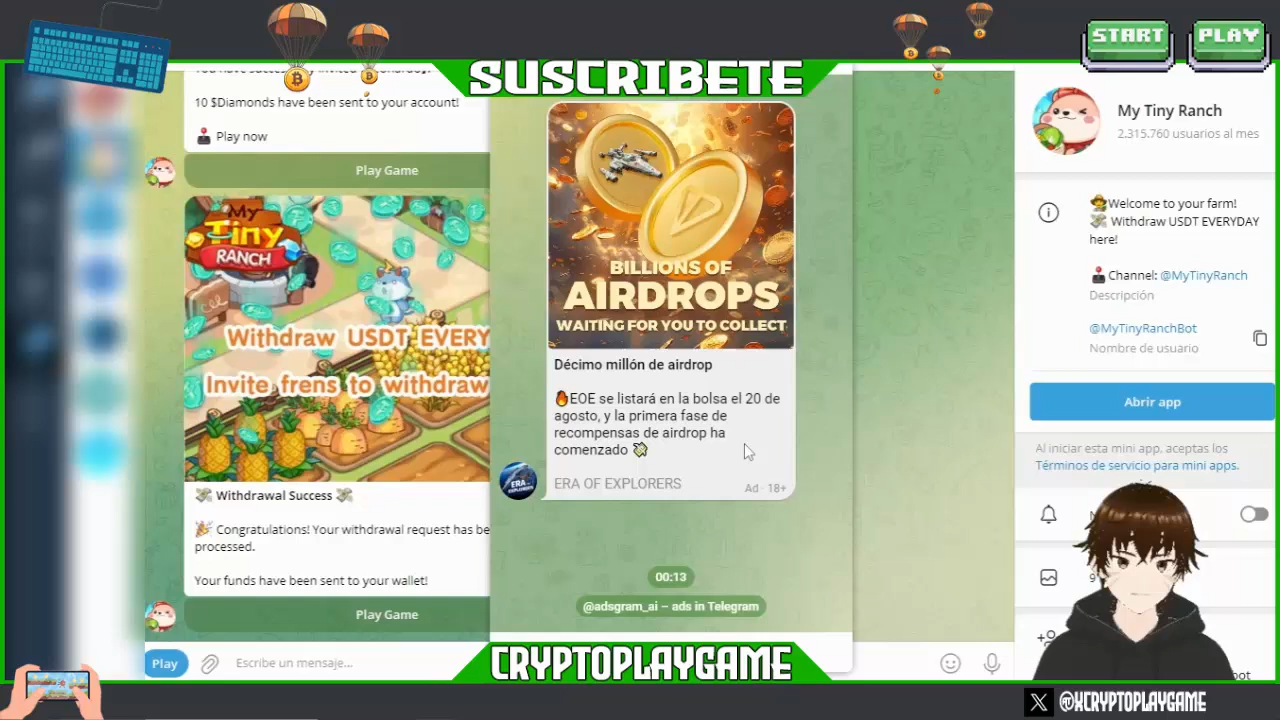 START
PLAY
SUSCRIBETE
10 $Diamonds have been sent to your account!
🕹️ Play now
Play Game
My
Tiny
RANCH
Withdraw USDT EVERY
Invite frens to withdraw
💸 Withdrawal Success 💸
🎉 Congratulations! Your withdrawal request has be
processed.
Your funds have been sent to your wallet!
Play Game
Play
Escribe un mensaje...
BILLIONS OF
AIRDROPS
WAITING FOR YOU TO COLLECT
Décimo millón de airdrop
🔥EOE se listará en la bolsa el 20 de
agosto, y la primera fase de
recompensas de airdrop ha
comenzado 💸
ERA OF EXPLORERS
Ad · 18+
ERA
EXPLORERS
00:13
@adsgram_ai – ads in Telegram
My Tiny Ranch
2.315.760 usuarios al mes
🤠Welcome to your farm!
💸 Withdraw USDT EVERYDAY
here!
🕹️ Channel: @MyTinyRanch
Descripción
@MyTinyRanchBot
Nombre de usuario
Abrir app
Al iniciar esta mini app, aceptas los
Términos de servicio para mini apps.
CRYPTOPLAYGAME
@XCRYPTOPLAYGAME